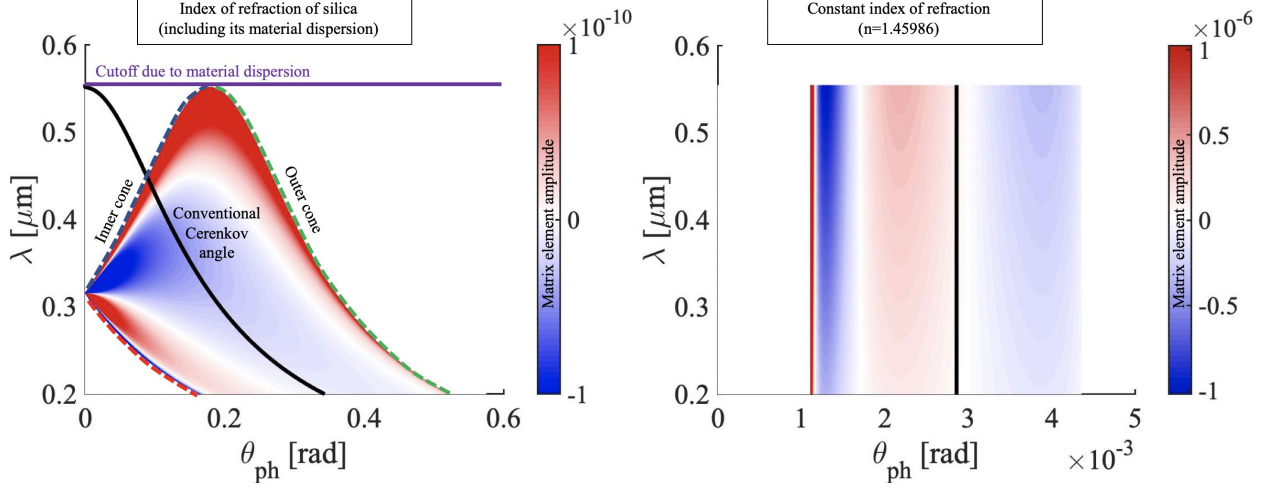 Index of refraction of silica
(including its material dispersion)
×10⁻¹⁰
0.6
0.5
0.4
0.3
0.2
λ [μm]
Cutoff due to material dispersion
Inner cone
Outer cone
Conventional
Cerenkov
angle
0
0.2
0.4
0.6
θph [rad]
1
0
-1
Matrix element amplitude
Constant index of refraction
(n=1.45986)
×10⁻⁶
0.6
0.5
0.4
0.3
0.2
λ [μm]
0
1
2
3
4
5
θph [rad]
×10⁻³
1
0.5
0
-0.5
-1
Matrix element amplitude